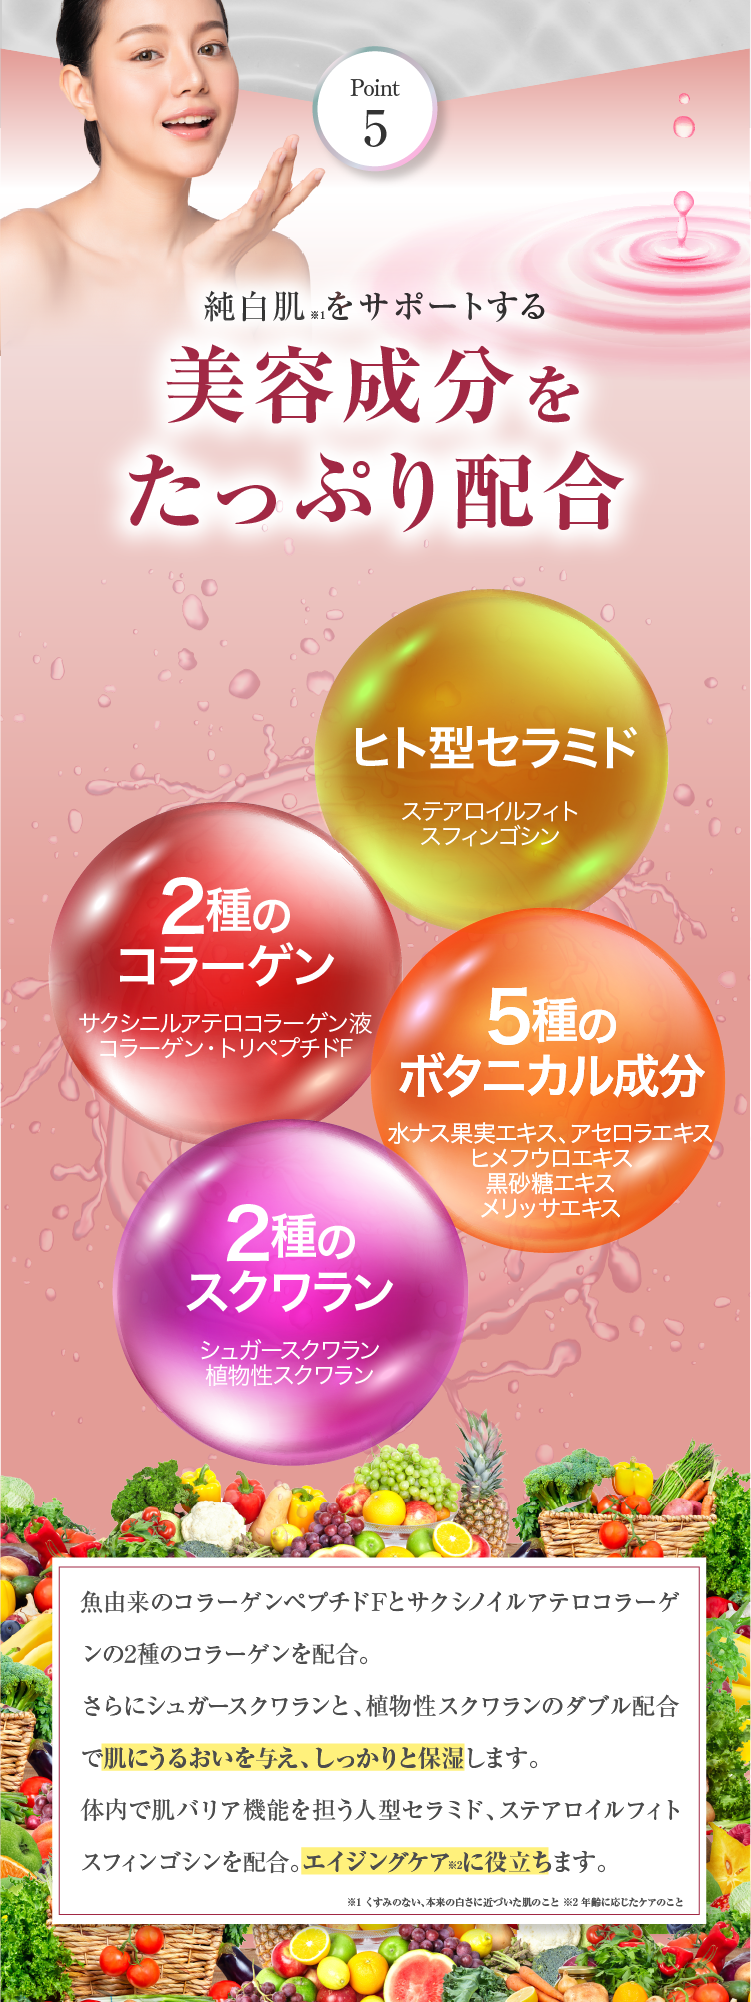 Point
5
純白肌※1をサポートする
美容成分を
たっぷり配合
ヒト型セラミド
ステアロイルフィト
スフィンゴシン
2種の
コラーゲン
サクシニルアテロコラーゲン液
コラーゲン・トリペプチドF
5種の
ボタニカル成分
水ナス果実エキス、アセロラエキス
ヒメフウロエキス
黒砂糖エキス
メリッサエキス
2種の
スクワラン
シュガースクワラン
植物性スクワラン
魚由来のコラーゲンペプチドFとサクシノイルアテロコラーゲ
ンの2種のコラーゲンを配合。
さらにシュガースクワランと、植物性スクワランのダブル配合
で肌にうるおいを与え、しっかりと保湿します。
体内で肌バリア機能を担う人型セラミド、ステアロイルフィト
スフィンゴシンを配合。エイジングケア※2に役立ちます。
※1 くすみのない、本来の白さに近づいた肌のこと ※2 年齢に応じたケアのこと